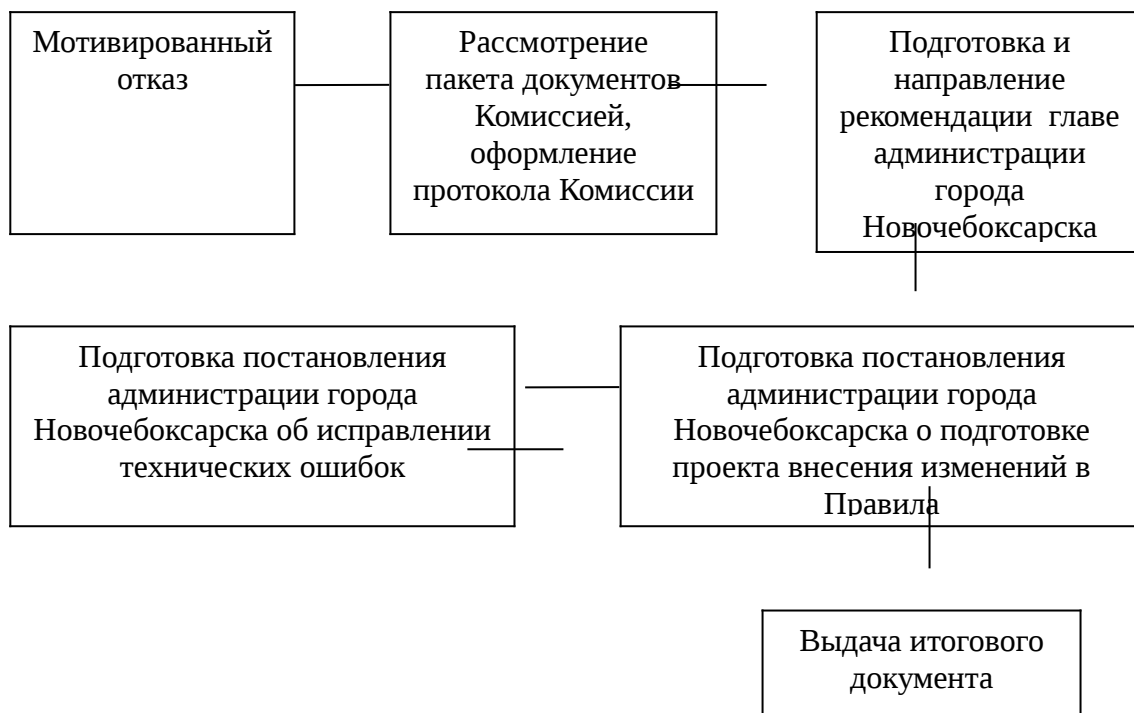 Мотивированный
отказ
Рассмотрение
пакета документов
Комиссией,
оформление
протокола Комиссии
Подготовка и
направление
рекомендации главе
администрации
города
Новочебоксарска
Подготовка постановления
администрации города
Новочебоксарска об исправлении
технических ошибок
Подготовка постановления
администрации города
Новочебоксарска о подготовке
проекта внесения изменений в
Правила
Выдача итогового
документа